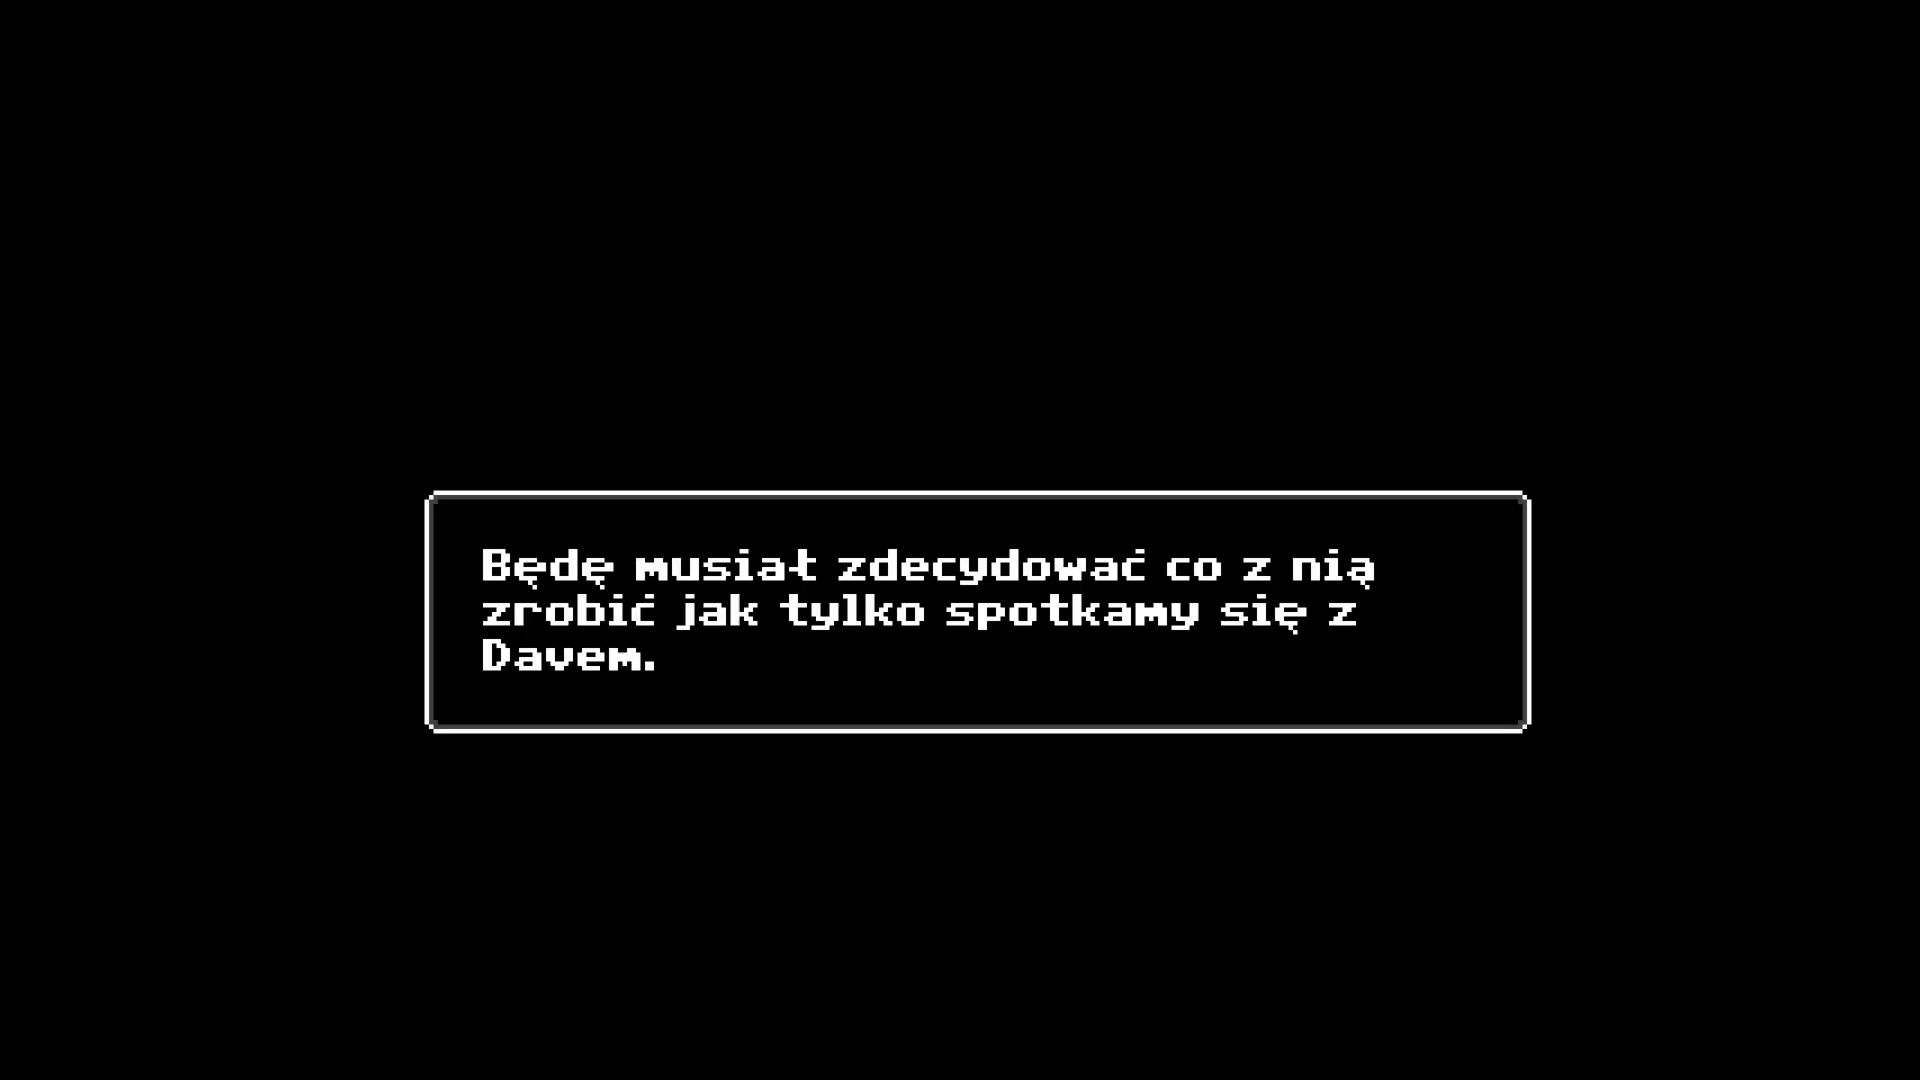 Będę musiał zdecydować co z nią
zrobić jak tylko spotkamy się z
Davem.